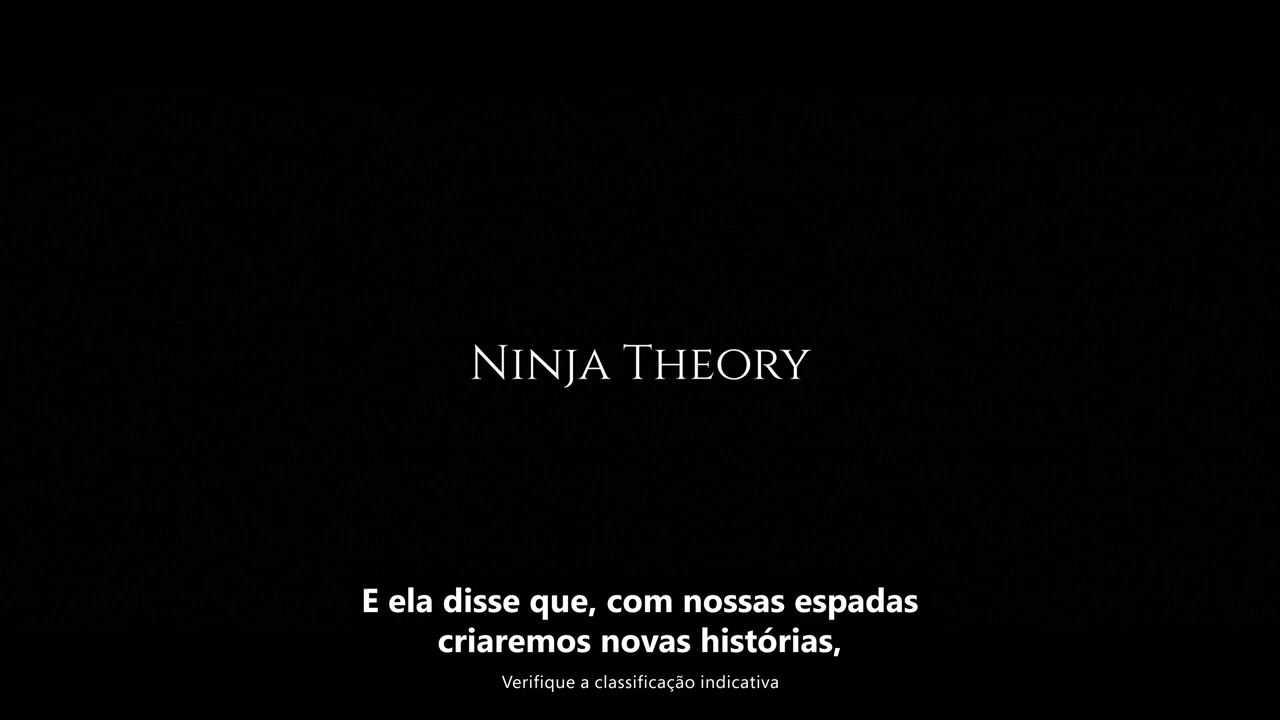 Ninja Theory
E ela disse que, com nossas espadas
criaremos novas histórias,
Verifique a classificação indicativa